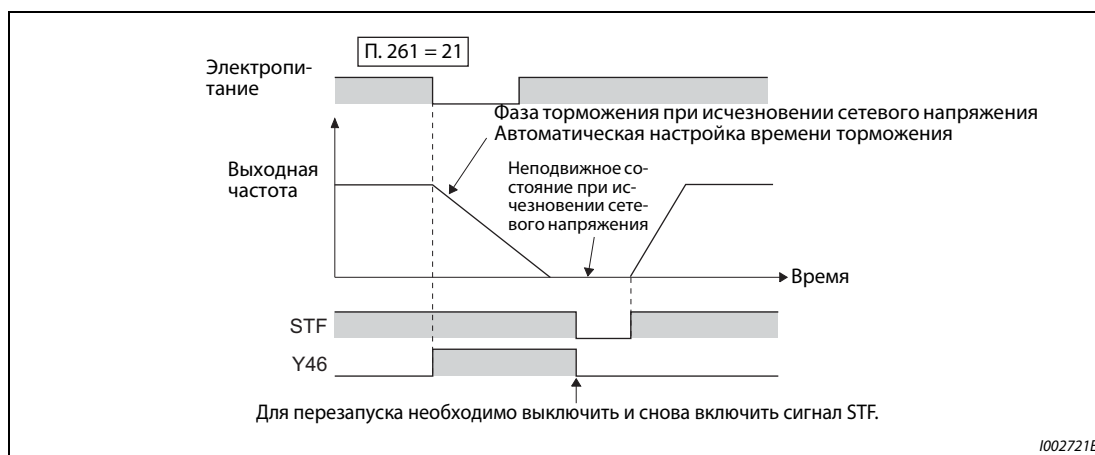 П. 261 = 21
Электропи-
тание
Фаза торможения при исчезновении сетевого напряжения
Автоматическая настройка времени торможения
Выходная
частота
Неподвижное со-
стояние при ис-
чезновении сете-
вого напряжения
Время
STF
Y46
Для перезапуска необходимо выключить и снова включить сигнал STF.
I002721E